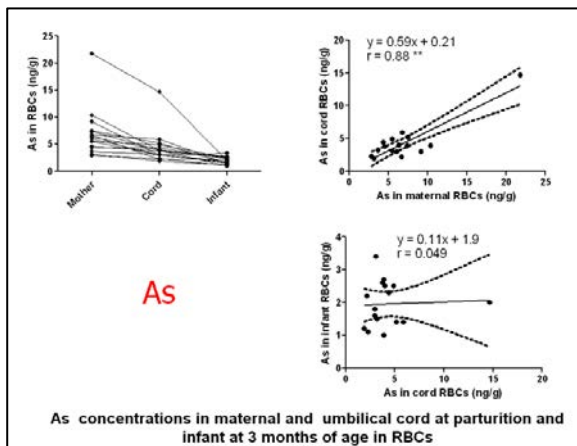 25
20
15
10
5
0
As in RBCs (ng/g)
Mother
Cord
Infant
y = 0.59x + 0.21
r = 0.88 **
20
15
10
5
0
As in cord RBCs (ng/g)
0 5 10 15 20 25
As in maternal RBCs (ng/g)
As
y = 0.11x + 1.9
r = 0.049
4
3
2
1
0
As in infant RBCs (ng/g)
0 5 10 15 20
As in cord RBCs (ng/g)
As concentrations in maternal and umbilical cord at parturition and
infant at 3 months of age in RBCs